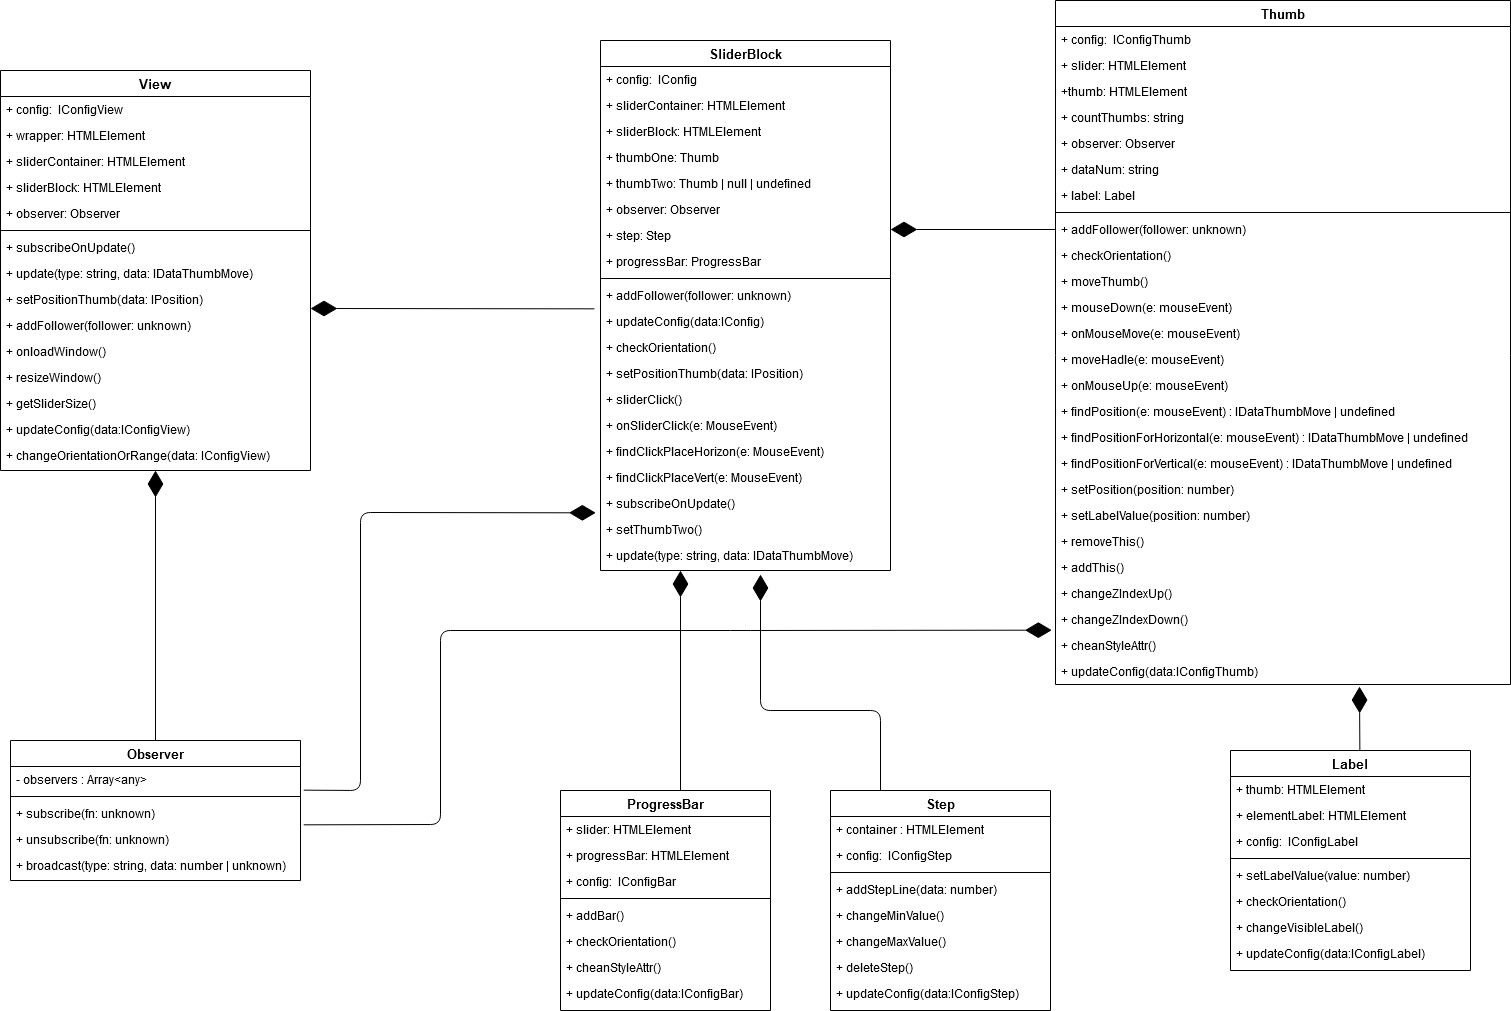 View
+ config:  IConfigView
+ wrapper: HTMLElement
+ sliderContainer: HTMLElement
+ sliderBlock: HTMLElement
+ observer: Observer
+ subscribeOnUpdate()
+ update(type: string, data: IDataThumbMove)
+ setPositionThumb(data: IPosition)
+ addFollower(follower: unknown)
+ onloadWindow()
+ resizeWindow()
+ getSliderSize()
+ updateConfig(data:IConfigView)
+ changeOrientationOrRange(data: IConfigView)
SliderBlock
+ config:  IConfig
+ sliderContainer: HTMLElement
+ sliderBlock: HTMLElement
+ thumbOne: Thumb
+ thumbTwo: Thumb | null | undefined
+ observer: Observer
+ step: Step
+ progressBar: ProgressBar
+ addFollower(follower: unknown)
+ updateConfig(data:IConfig)
+ checkOrientation()
+ setPositionThumb(data: IPosition)
+ sliderClick()
+ onSliderClick(e: MouseEvent)
+ findClickPlaceHorizon(e: MouseEvent)
+ findClickPlaceVert(e: MouseEvent)
+ subscribeOnUpdate()
+ setThumbTwo()
+ update(type: string, data: IDataThumbMove)
Thumb
+ config:  IConfigThumb
+ slider: HTMLElement
+thumb: HTMLElement
+ countThumbs: string
+ observer: Observer
+ dataNum: string
+ label: Label
+ addFollower(follower: unknown)
+ checkOrientation()
+ moveThumb()
+ mouseDown(e: mouseEvent)
+ onMouseMove(e: mouseEvent)
+ moveHadle(e: mouseEvent)
+ onMouseUp(e: mouseEvent)
+ findPosition(e: mouseEvent) : IDataThumbMove | undefined
+ findPositionForHorizontal(e: mouseEvent) : IDataThumbMove | undefined
+ findPositionForVertical(e: mouseEvent) : IDataThumbMove | undefined
+ setPosition(position: number)
+ setLabelValue(position: number)
+ removeThis()
+ addThis()
+ changeZIndexUp()
+ changeZIndexDown()
+ cheanStyleAttr()
+ updateConfig(data:IConfigThumb)
Observer
- observers : Array<any>
+ subscribe(fn: unknown)
+ unsubscribe(fn: unknown)
+ broadcast(type: string, data: number | unknown)
ProgressBar
+ slider: HTMLElement
+ progressBar: HTMLElement
+ config:  IConfigBar
+ addBar()
+ checkOrientation()
+ cheanStyleAttr()
+ updateConfig(data:IConfigBar)
Step
+ container : HTMLElement
+ config:  IConfigStep
+ addStepLine(data: number)
+ changeMinValue()
+ changeMaxValue()
+ deleteStep()
+ updateConfig(data:IConfigStep)
Label
+ thumb: HTMLElement
+ elementLabel: HTMLElement
+ config:  IConfigLabel
+ setLabelValue(value: number)
+ checkOrientation()
+ changeVisibleLabel()
+ updateConfig(data:IConfigLabel)